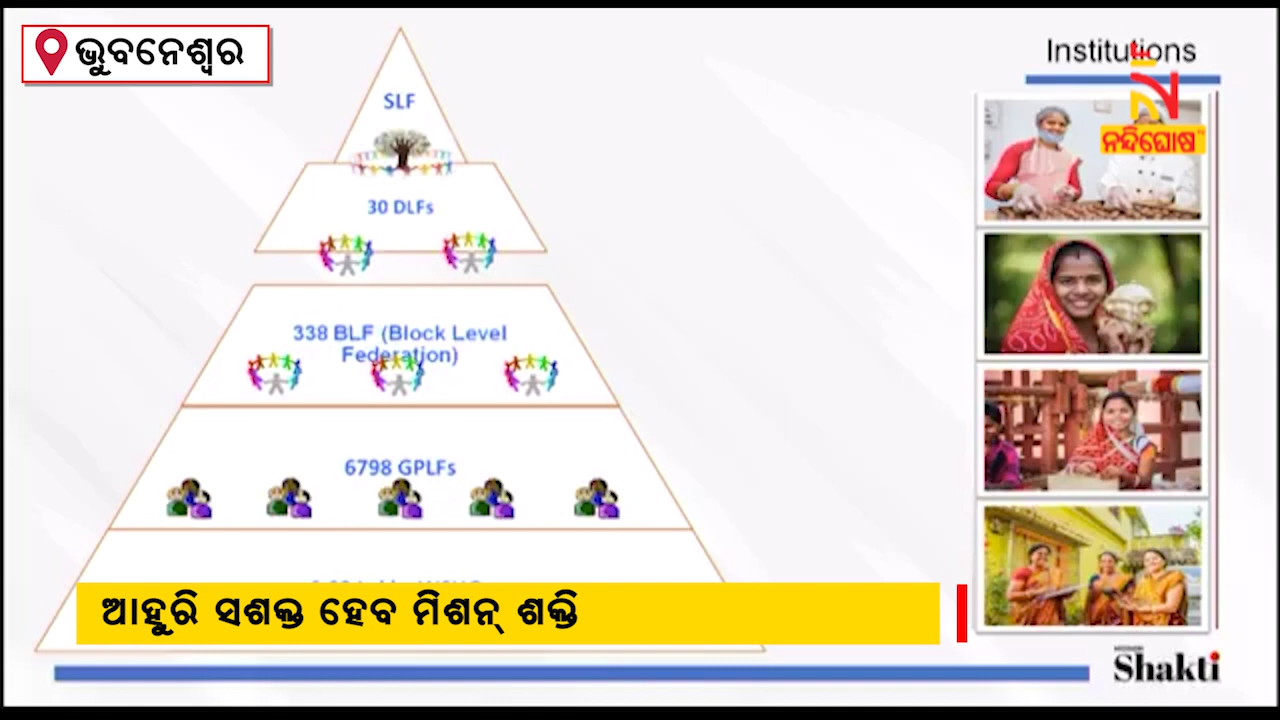 ଭୁବନେଶ୍ୱର
Institutions
ନନ୍ଦିଘୋଷ
SLF
30 DLFs
338 BLF (Block Level
Federation)
6798 GPLFs
ଆହୁରି ସଶକ୍ତ ହେବ ମିଶନ୍ ଶକ୍ତି
Shakti